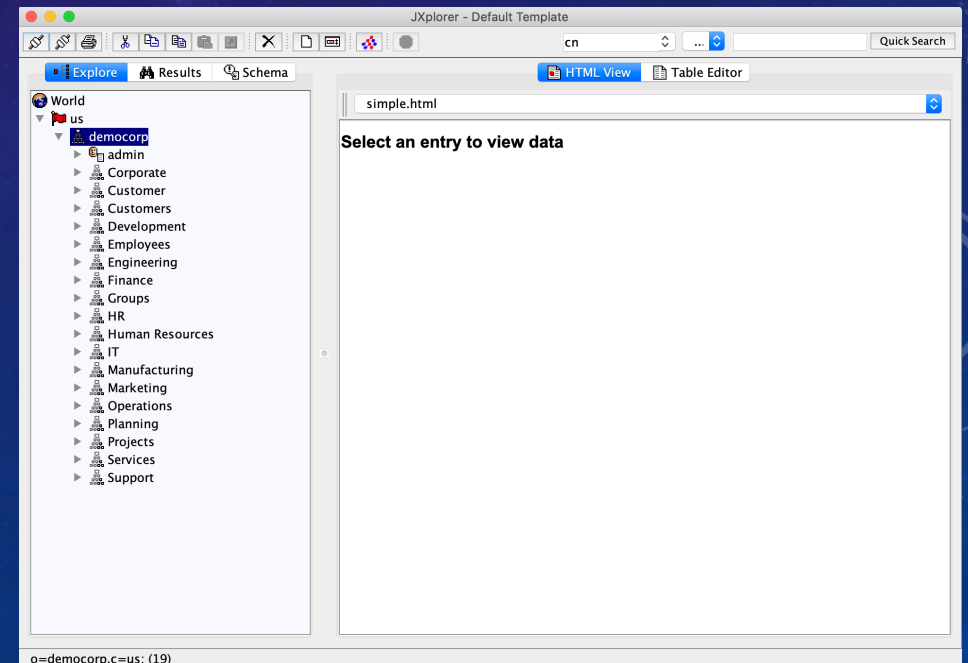 JXplorer - Default Template
cn ... Quick Search
Explore Results Schema
HTML View Table Editor
World
us
democorp
admin
Corporate
Customer
Customers
Development
Employees
Engineering
Finance
Groups
HR
Human Resources
IT
Manufacturing
Marketing
Operations
Planning
Projects
Services
Support
simple.html
Select an entry to view data
o=democorp,c=us: (19)